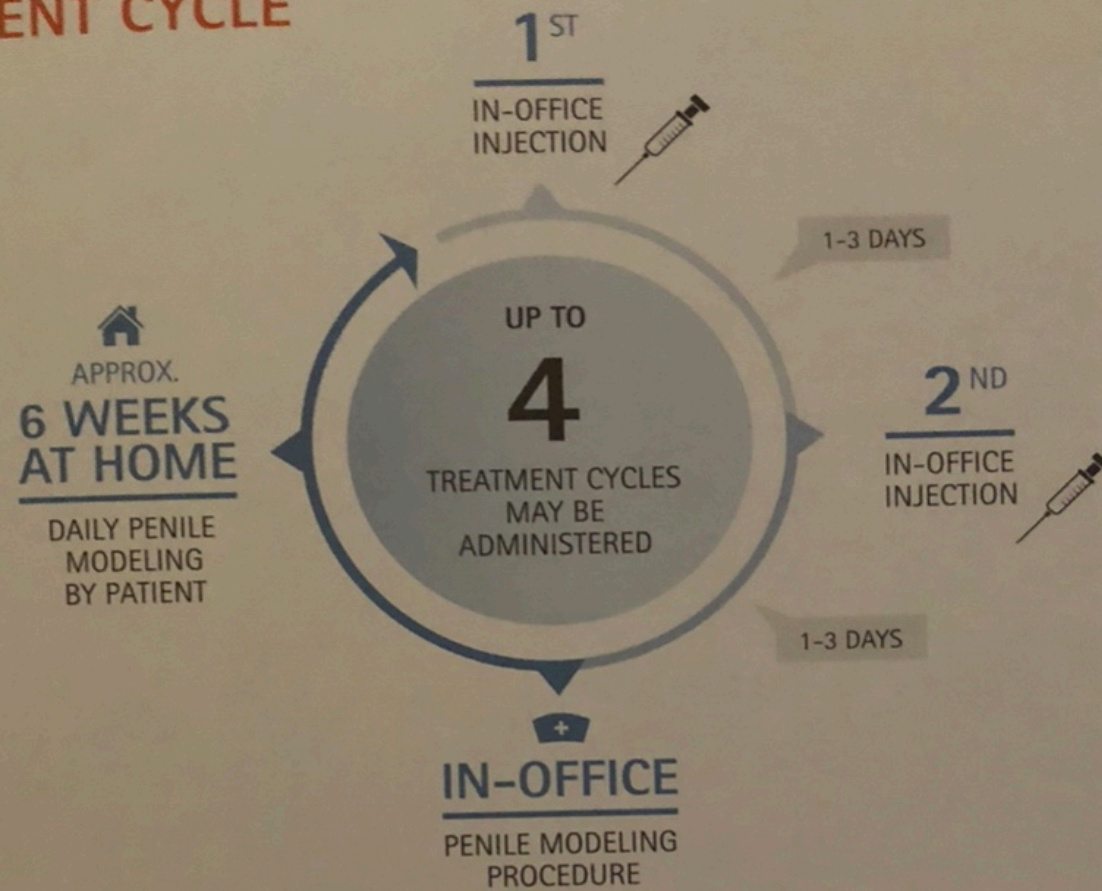 ENT CYCLE
1ST
IN-OFFICE
INJECTION
1-3 DAYS
2ND
IN-OFFICE
INJECTION
1-3 DAYS
IN-OFFICE
PENILE MODELING
PROCEDURE
APPROX.
6 WEEKS
AT HOME
DAILY PENILE
MODELING
BY PATIENT
UP TO
4
TREATMENT CYCLES
MAY BE
ADMINISTERED